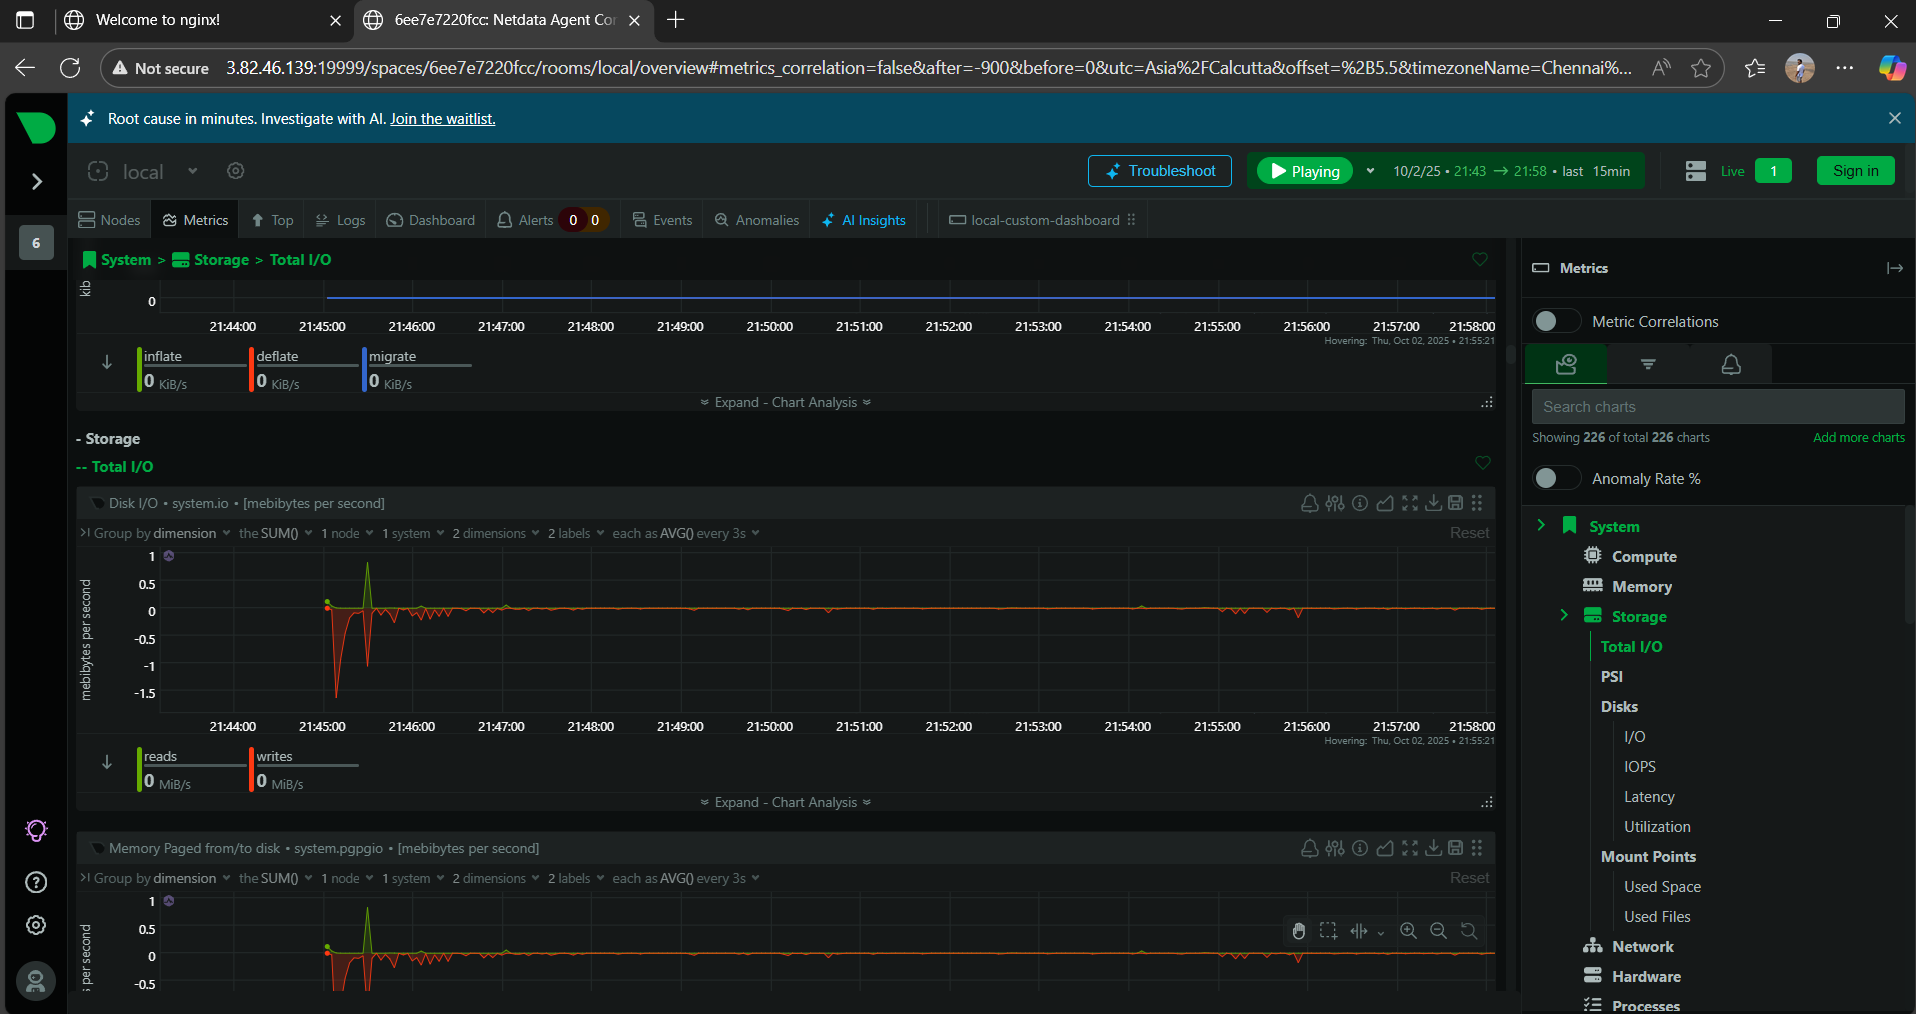 Welcome to nginx!
6ee7e7220fcc: Netdata Agent Co
Not secure 3.82.46.139:19999/spaces/6ee7e7220fcc/rooms/local/overview#metrics_correlation=false&after=-900&before=0&utc=Asia%2FCalcutta&offset=%2B5.5&timezoneName=Chennai%...
Root cause in minutes. Investigate with AI. Join the waitlist.
local
Troubleshoot
Playing
10/2/25 • 21:43 → 21:58 • last 15min
Live 1
Sign in
Nodes Metrics Top Logs Dashboard Alerts 0 0 Events Anomalies AI Insights local-custom-dashboard
6
System > Storage > Total I/O
kib
0
21:44:00 21:45:00 21:46:00 21:47:00 21:48:00 21:49:00 21:50:00 21:51:00 21:52:00 21:53:00 21:54:00 21:55:00 21:56:00 21:57:00 21:58:00
Hovering: Thu, Oct 02, 2025 • 21:55:21
inflate deflate migrate
0 KiB/s 0 KiB/s 0 KiB/s
Expand - Chart Analysis
- Storage
-- Total I/O
Disk I/O • system.io • [mebibytes per second]
Group by dimension the SUM() 1 node 1 system 2 dimensions 2 labels each as AVG() every 3s Reset
mebibytes per second
1
0.5
0
-0.5
-1
-1.5
21:44:00 21:45:00 21:46:00 21:47:00 21:48:00 21:49:00 21:50:00 21:51:00 21:52:00 21:53:00 21:54:00 21:55:00 21:56:00 21:57:00 21:58:00
Hovering: Thu, Oct 02, 2025 • 21:55:21
reads writes
0 MiB/s 0 MiB/s
Expand - Chart Analysis
Memory Paged from/to disk • system.pgpgio • [mebibytes per second]
Group by dimension the SUM() 1 node 1 system 2 dimensions 2 labels each as AVG() every 3s Reset
s per second
1
0.5
0
-0.5
Metrics
Metric Correlations
Search charts
Showing 226 of total 226 charts Add more charts
Anomaly Rate %
System
Compute
Memory
Storage
Total I/O
PSI
Disks
I/O
IOPS
Latency
Utilization
Mount Points
Used Space
Used Files
Network
Hardware
Processes